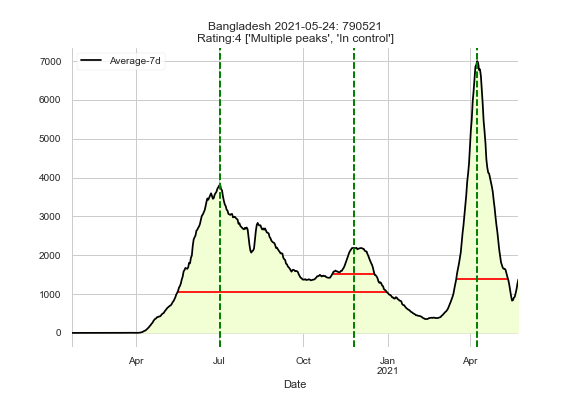 Bangladesh 2021-05-24: 790521
Rating:4 ['Multiple peaks', 'In control']
Average-7d
7000
6000
5000
4000
3000
2000
1000
0
Apr
Jul
Oct
Jan
2021
Apr
Date